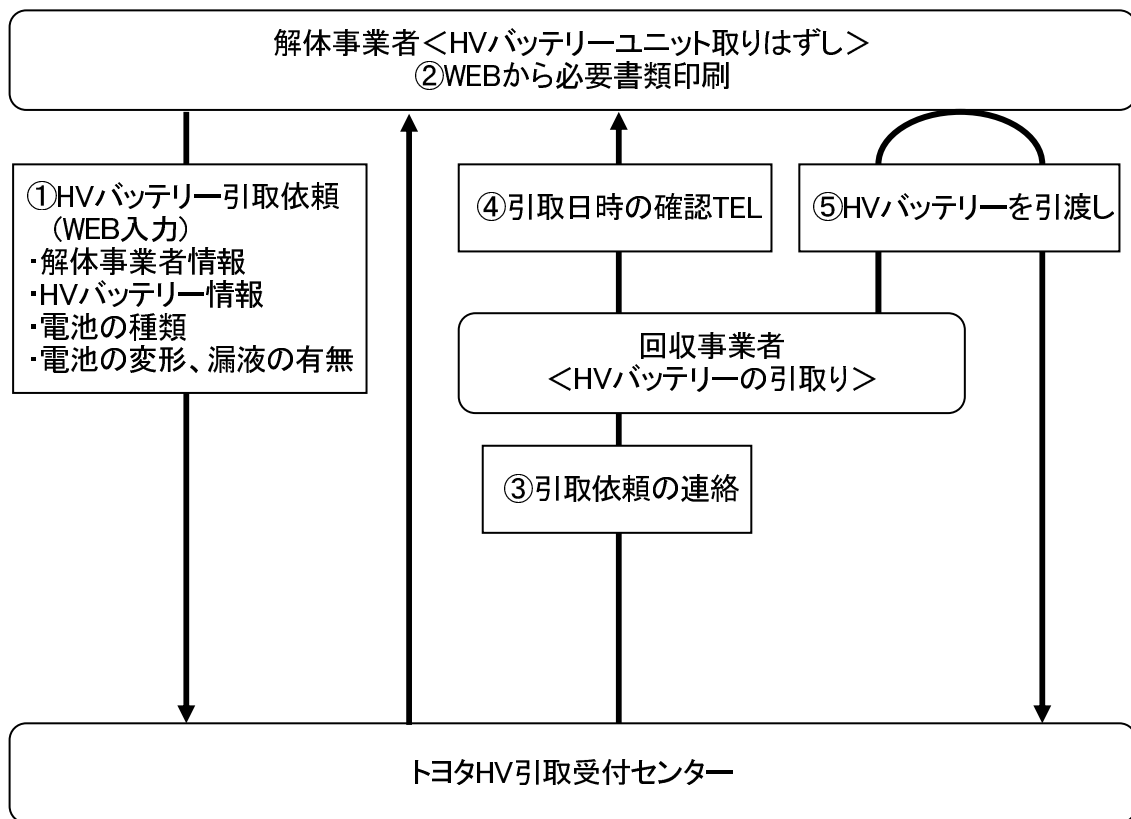 解体事業者＜HVバッテリーユニット取りはずし＞
②WEBから必要書類印刷
①HVバッテリー引取依頼
(WEB入力)
・解体事業者情報
・HVバッテリー情報
・電池の種類
・電池の変形、漏液の有無
④引取日時の確認TEL
⑤HVバッテリーを引渡し
回収事業者
＜HVバッテリーの引取り＞
③引取依頼の連絡
トヨタHV引取受付センター